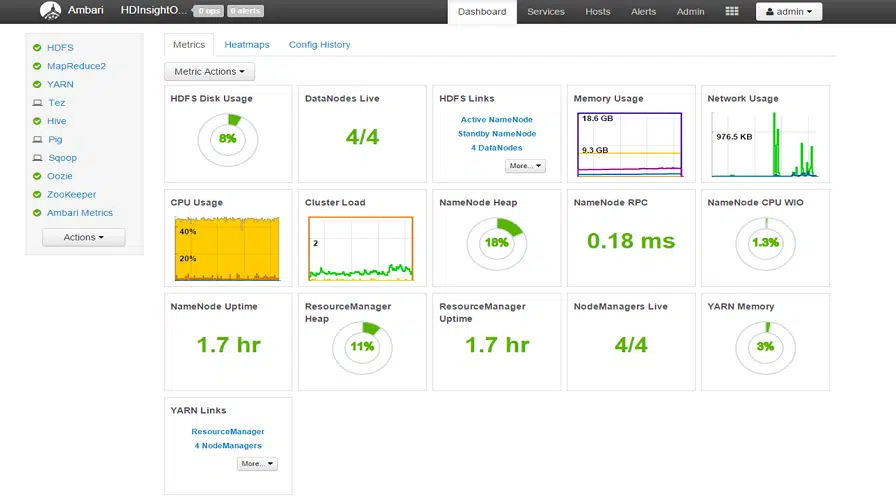 Ambari HDInsightO... 0 ops 0 alerts Dashboard Services Hosts Alerts Admin admin
HDFS
MapReduce2
YARN
Tez
Hive
Pig
Sqoop
Oozie
ZooKeeper
Ambari Metrics
Actions
Metrics Heatmaps Config History
Metric Actions
HDFS Disk Usage
8%
DataNodes Live
4/4
HDFS Links
Active NameNode
Standby NameNode
4 DataNodes
More...
Memory Usage
18.6 GB
9.3 GB
Network Usage
976.5 KB
CPU Usage
40%
20%
Cluster Load
2
NameNode Heap
18%
NameNode RPC
0.18 ms
NameNode CPU WIO
1.3%
NameNode Uptime
1.7 hr
ResourceManager
Heap
11%
ResourceManager
Uptime
1.7 hr
NodeManagers Live
4/4
YARN Memory
3%
YARN Links
ResourceManager
4 NodeManagers
More...